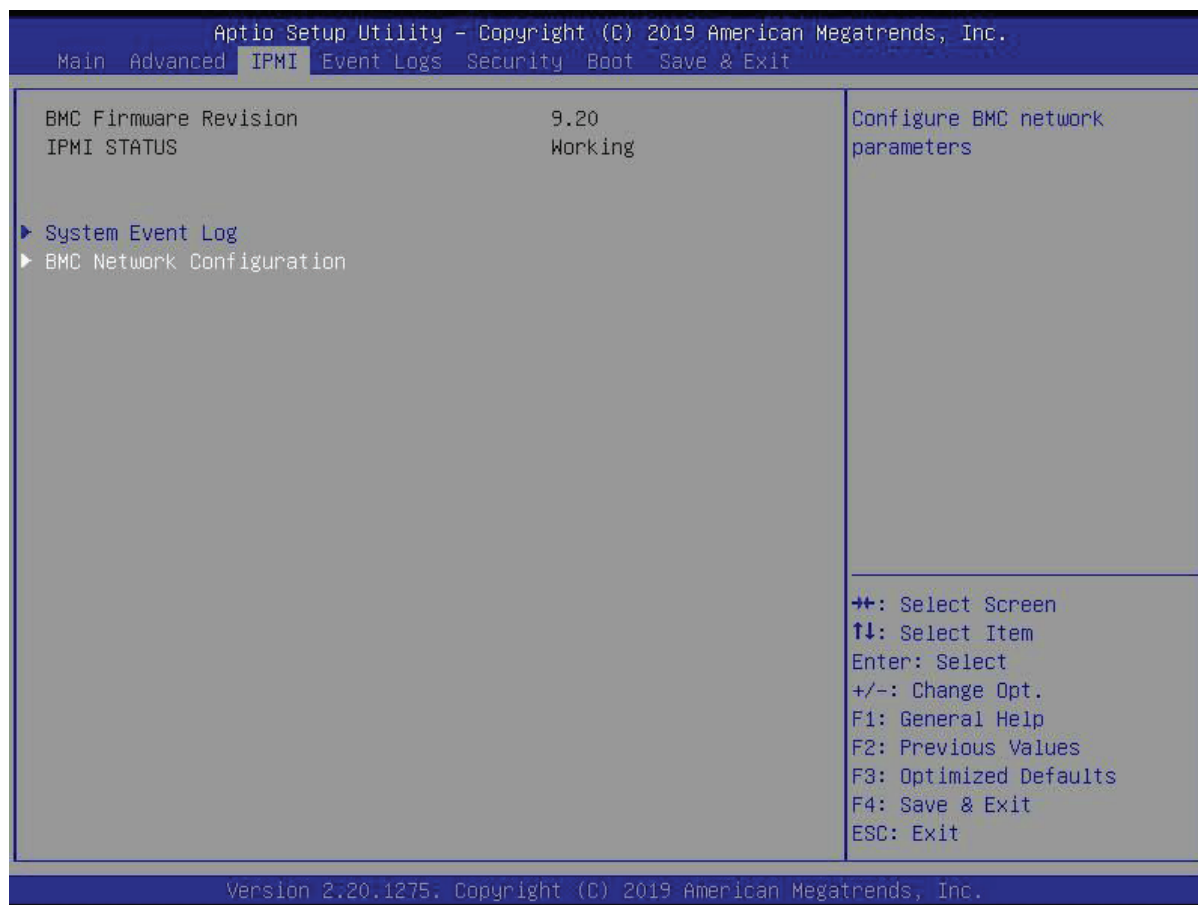 Aptio Setup Utility – Copyright (C) 2019 American Megatrends, Inc.
Main Advanced IPMI Event Logs Security Boot Save & Exit
BMC Firmware Revision 9.20
IPMI STATUS Working
▶ System Event Log
▶ BMC Network Configuration
Configure BMC network
parameters
→←: Select Screen
↑↓: Select Item
Enter: Select
+/-: Change Opt.
F1: General Help
F2: Previous Values
F3: Optimized Defaults
F4: Save & Exit
ESC: Exit
Version 2.20.1275. Copyright (C) 2019 American Megatrends, Inc.